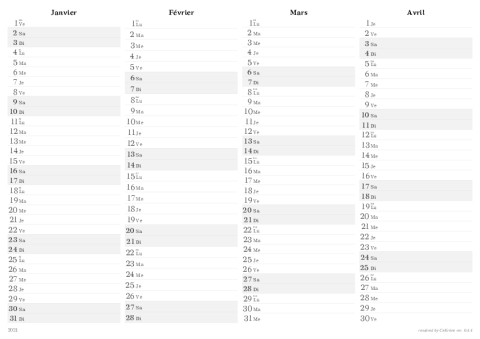 Janvier
1 Ve
2 Sa
3 Di
4 Lu
5 Ma
6 Me
7 Je
8 Ve
9 Sa
10 Di
11 Lu
12 Ma
13 Me
14 Je
15 Ve
16 Sa
17 Di
18 Lu
19 Ma
20 Me
21 Je
22 Ve
23 Sa
24 Di
25 Lu
26 Ma
27 Me
28 Je
29 Ve
30 Sa
31 Di
Février
1 Lu
2 Ma
3 Me
4 Je
5 Ve
6 Sa
7 Di
8 Lu
9 Ma
10 Me
11 Je
12 Ve
13 Sa
14 Di
15 Lu
16 Ma
17 Me
18 Je
19 Ve
20 Sa
21 Di
22 Lu
23 Ma
24 Me
25 Je
26 Ve
27 Sa
28 Di
Mars
1 Lu
2 Ma
3 Me
4 Je
5 Ve
6 Sa
7 Di
8 Lu
9 Ma
10 Me
11 Je
12 Ve
13 Sa
14 Di
15 Lu
16 Ma
17 Me
18 Je
19 Ve
20 Sa
21 Di
22 Lu
23 Ma
24 Me
25 Je
26 Ve
27 Sa
28 Di
29 Lu
30 Ma
31 Me
Avril
1 Je
2 Ve
3 Sa
4 Di
5 Lu
6 Ma
7 Me
8 Je
9 Ve
10 Sa
11 Di
12 Lu
13 Ma
14 Me
15 Je
16 Ve
17 Sa
18 Di
19 Lu
20 Ma
21 Me
22 Je
23 Ve
24 Sa
25 Di
26 Lu
27 Ma
28 Me
29 Je
30 Ve
2021
created by Callirhoe ver.